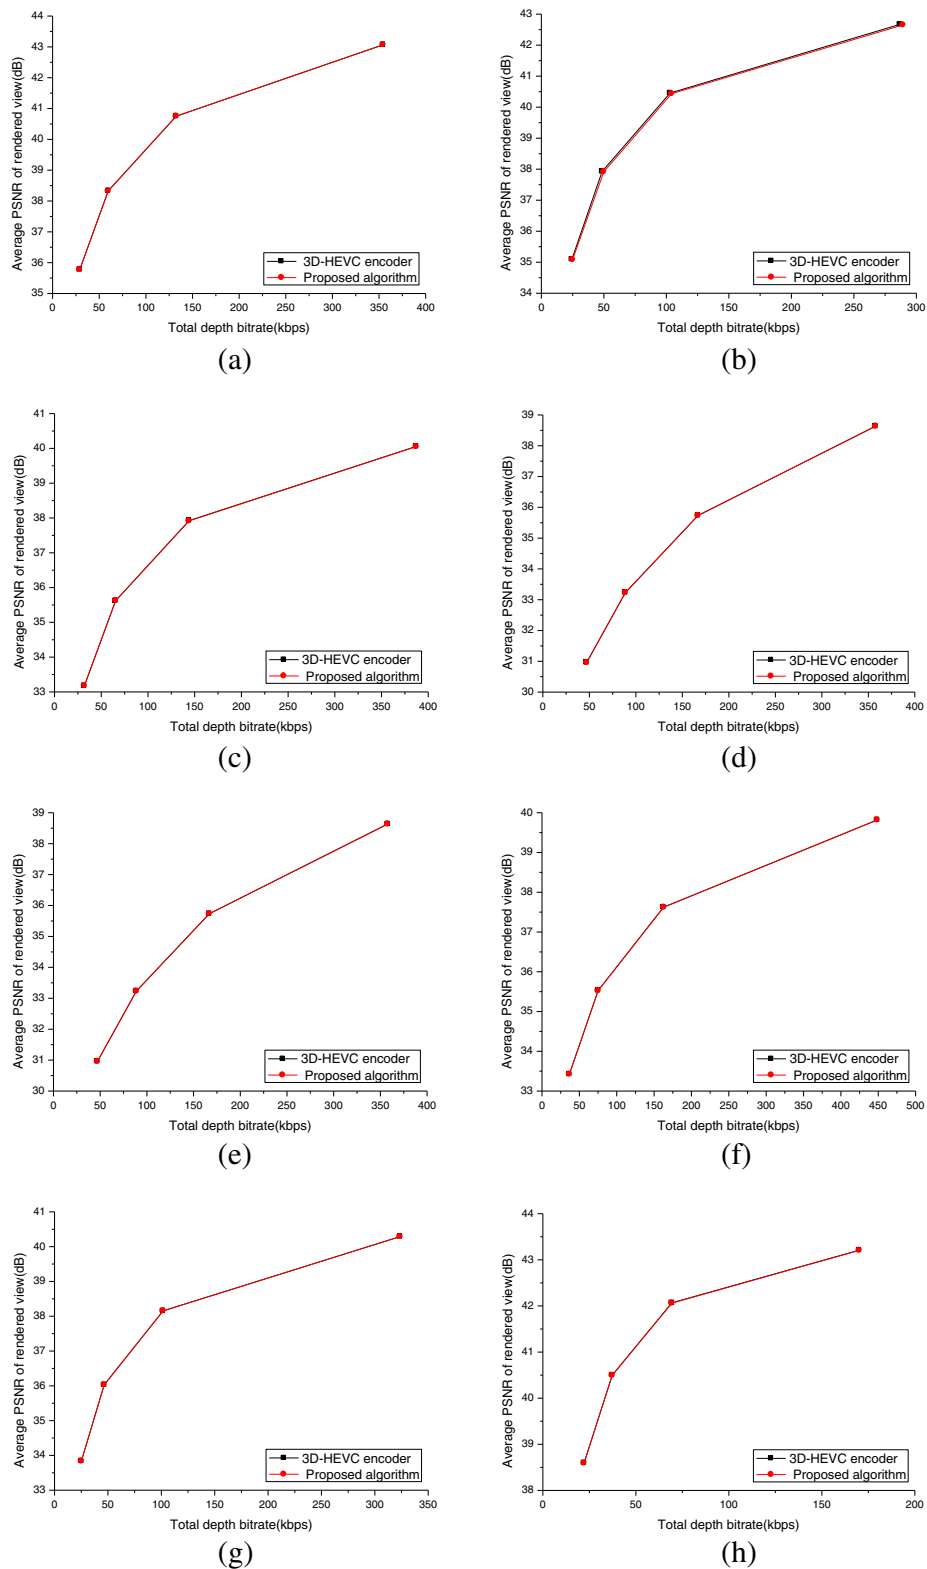 44
43
42
41
40
39
38
37
36
35
0 50 100 150 200 250 300 350 400
Average PSNR of rendered view(dB)
Total depth bitrate(kbps)
3D-HEVC encoder
Proposed algorithm
(a)
43
42
41
40
39
38
37
36
35
34
0 50 100 150 200 250 300
Average PSNR of rendered view(dB)
Total depth bitrate(kbps)
3D-HEVC encoder
Proposed algorithm
(b)
41
40
39
38
37
36
35
34
33
0 50 100 150 200 250 300 350 400
Average PSNR of rendered view(dB)
Total depth bitrate(kbps)
3D-HEVC encoder
Proposed algorithm
(c)
39
38
37
36
35
34
33
32
31
30
0 50 100 150 200 250 300 350 400
Average PSNR of rendered view(dB)
Total depth bitrate(kbps)
3D-HEVC encoder
Proposed algorithm
(d)
39
38
37
36
35
34
33
32
31
30
0 50 100 150 200 250 300 350 400
Average PSNR of rendered view(dB)
Total depth bitrate(kbps)
3D-HEVC encoder
Proposed algorithm
(e)
40
39
38
37
36
35
34
33
0 50 100 150 200 250 300 350 400 450 500
Average PSNR of rendered view(dB)
Total depth bitrate(kbps)
3D-HEVC encoder
Proposed algorithm
(f)
41
40
39
38
37
36
35
34
33
0 50 100 150 200 250 300 350
Average PSNR of rendered view(dB)
Total depth bitrate(kbps)
3D-HEVC encoder
Proposed algorithm
(g)
44
43
42
41
40
39
38
0 50 100 150 200
Average PSNR of rendered view(dB)
Total depth bitrate(kbps)
3D-HEVC encoder
Proposed algorithm
(h)